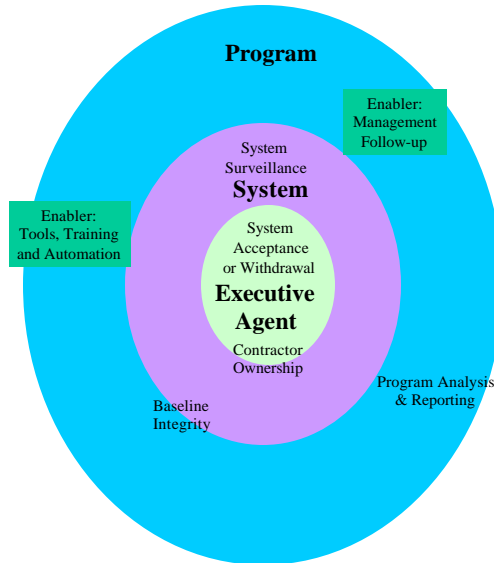 Program
Enabler:
Management
Follow-up
System
Surveillance
System
Enabler:
Tools, Training
and Automation
System
Acceptance
or Withdrawal
Executive
Agent
Contractor
Ownership
Program Analysis
& Reporting
Baseline
Integrity